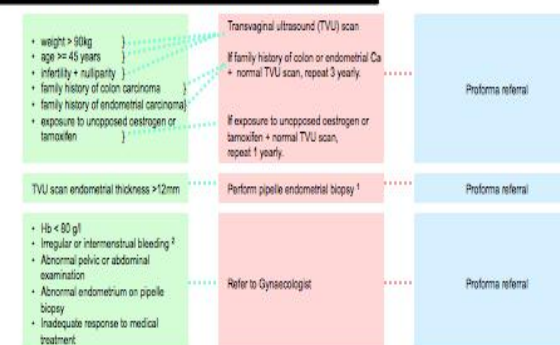 • weight > 90kg }
• age >= 45 years }
• infertility + nulliparity }
• family history of colon carcinoma }
• family history of endometrial carcinoma}
• exposure to unopposed oestrogen or
tamoxifen }
Transvaginal ultrasound (TVU) scan
If family history of colon or endometrial Ca
+ normal TVU scan, repeat 3 yearly.
If exposure to unopposed oestrogen or
tamoxifen + normal TVU scan,
repeat 1 yearly.
Proforma referral
TVU scan endometrial thickness >12mm
Perform pipelle endometrial biopsy ¹
Proforma referral
• Hb < 80 g/l
• Irregular or intermenstrual bleeding ²
• Abnormal pelvic or abdominal
examination
• Abnormal endometrium on pipelle
biopsy
• Inadequate response to medical
treatment
Refer to Gynaecologist
Proforma referral